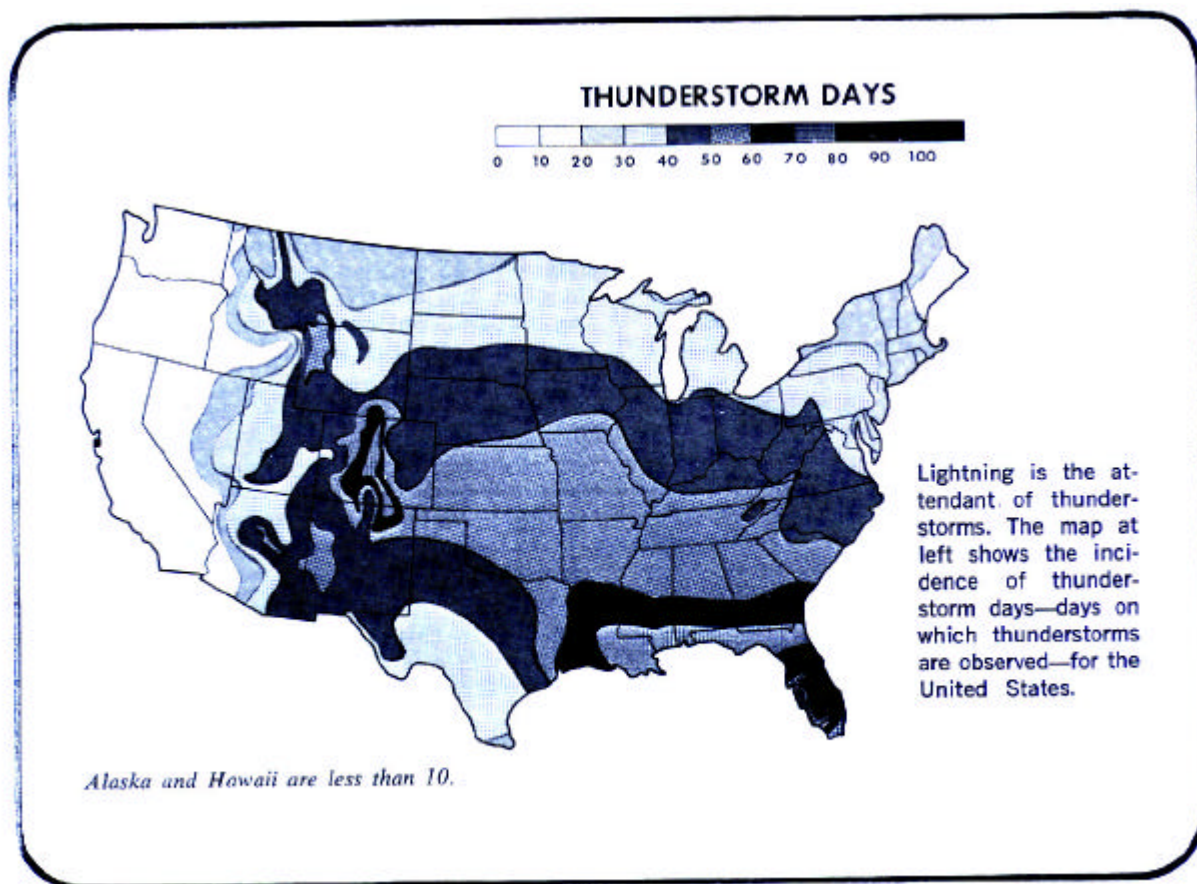 THUNDERSTORM DAYS
0 10 20 30 40 50 60 70 80 90 100
Lightning is the at-
tendant of thunder-
storms. The map at
left shows the inci-
dence of thunder-
storm days—days on
which thunderstorms
are observed—for the
United States.
Alaska and Hawaii are less than 10.